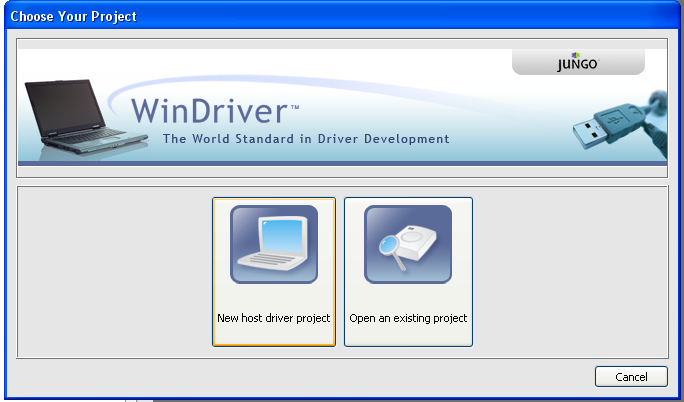 Choose Your Project
JUNGO
WinDriver™
The World Standard in Driver Development
New host driver project
Open an existing project
Cancel